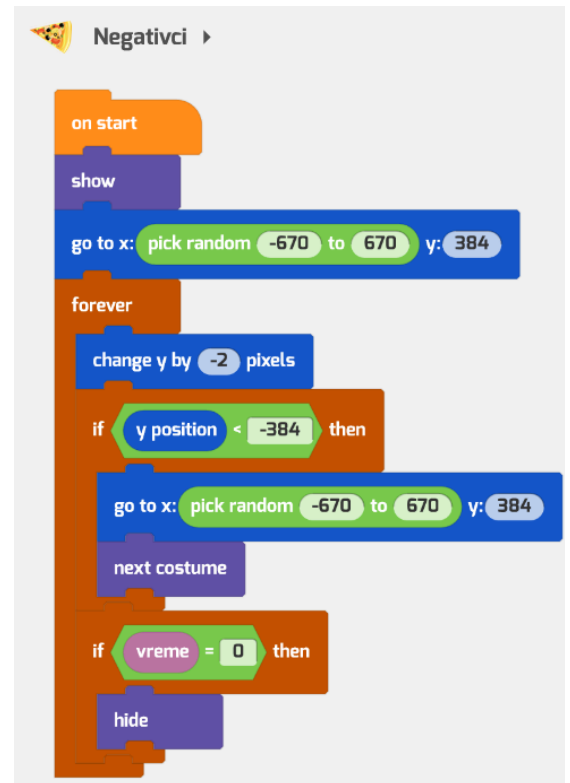 Negativci
on start
show
go to x: pick random -670 to 670 y: 384
forever
change y by -2 pixels
if y position < -384 then
go to x: pick random -670 to 670 y: 384
next costume
if vreme = 0 then
hide